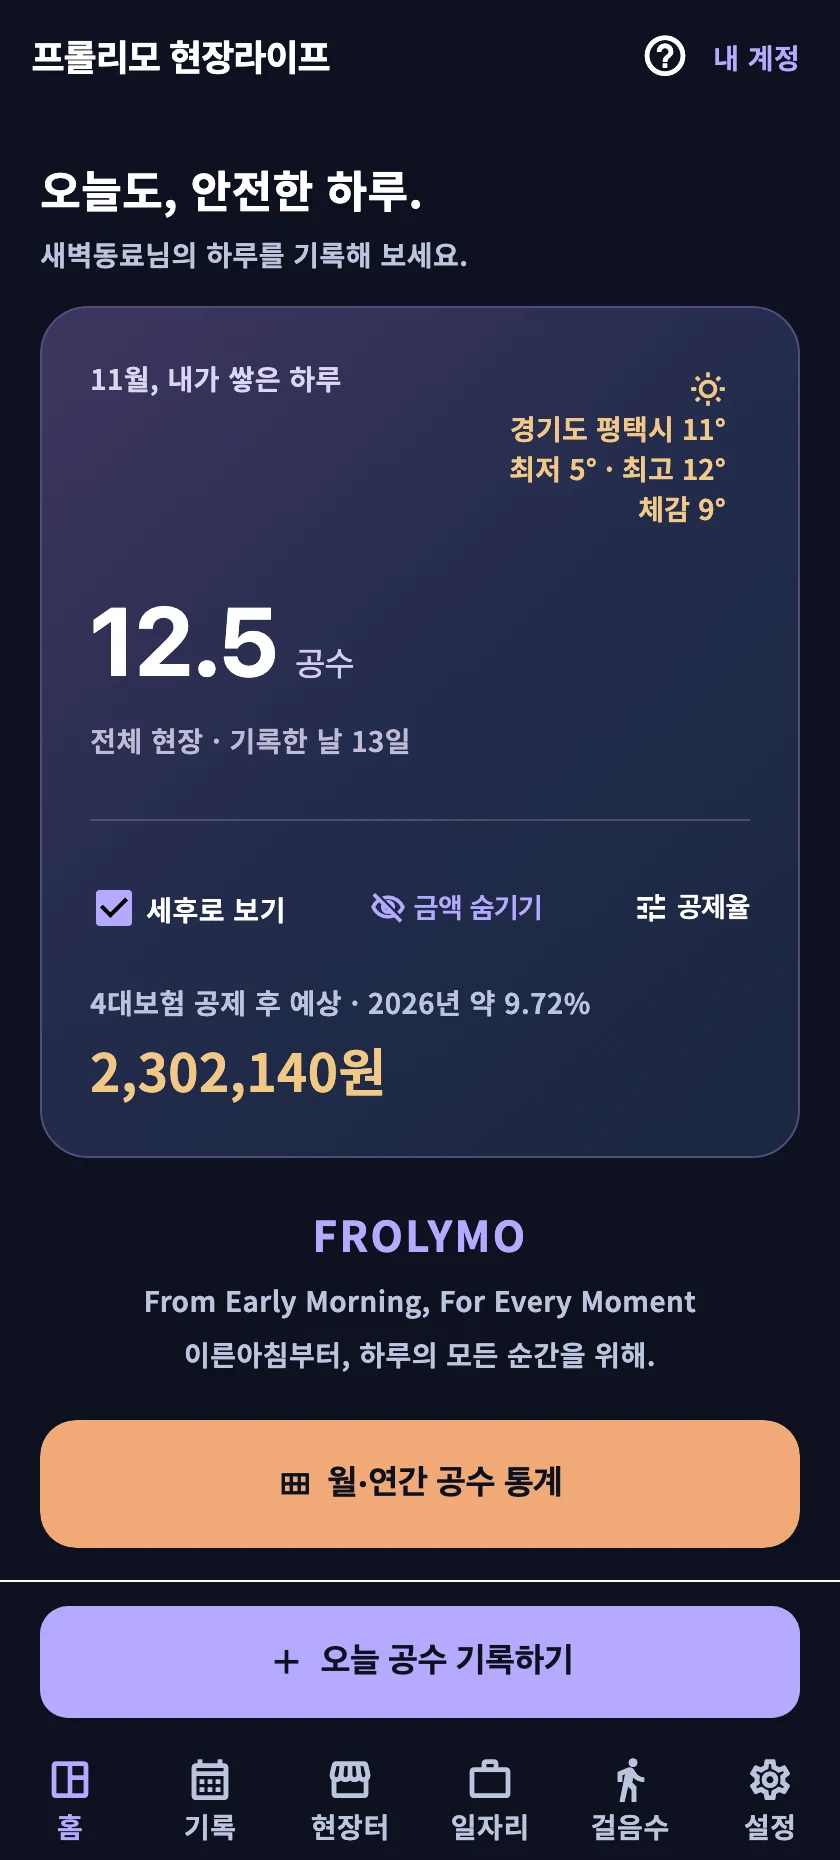 프롤리모 현장라이프
내 계정
오늘도, 안전한 하루.
새벽동료님의 하루를 기록해 보세요.
11월, 내가 쌓은 하루
경기도 평택시 11°
최저 5° · 최고 12°
체감 9°
12.5 공수
전체 현장 · 기록한 날 13일
세후로 보기
금액 숨기기
공제율
4대보험 공제 후 예상 · 2026년 약 9.72%
2,302,140원
FROLYMO
From Early Morning, For Every Moment
이른아침부터, 하루의 모든 순간을 위해.
월·연간 공수 통계
+ 오늘 공수 기록하기
홈
기록
현장터
일자리
걸음수
설정